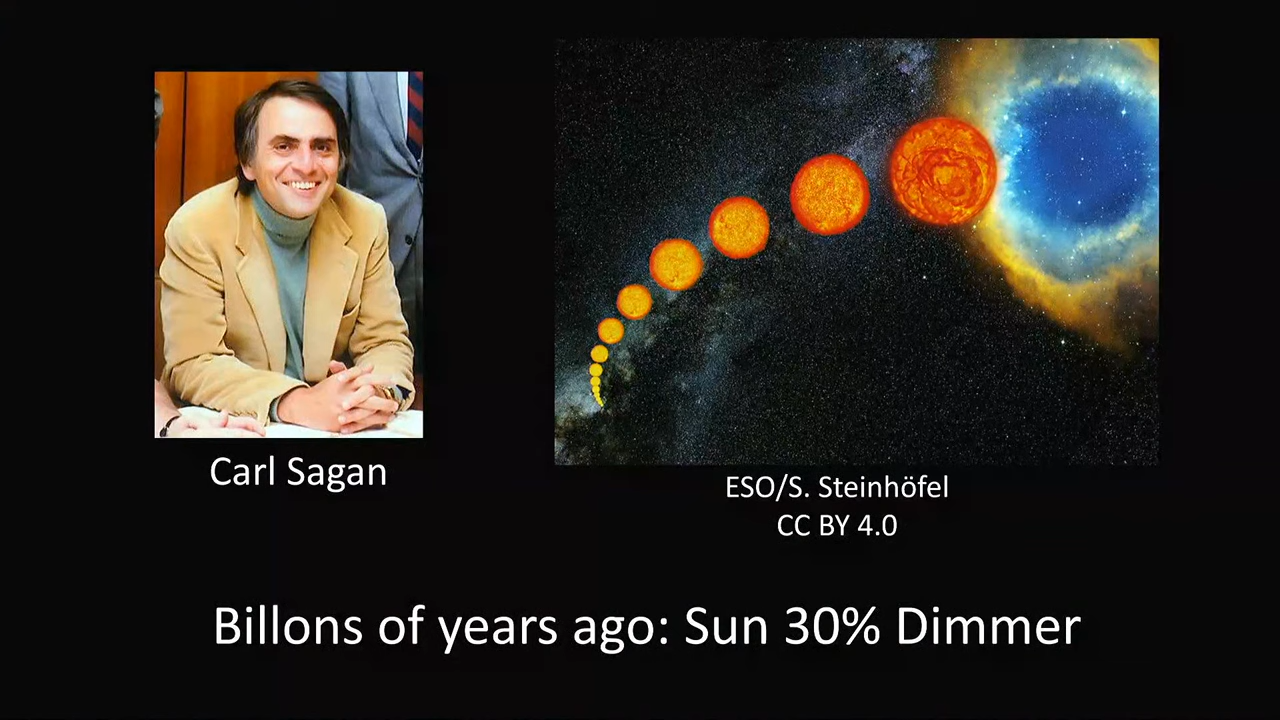 Carl Sagan
ESO/S. Steinhöfel
CC BY 4.0
Billons of years ago: Sun 30% Dimmer